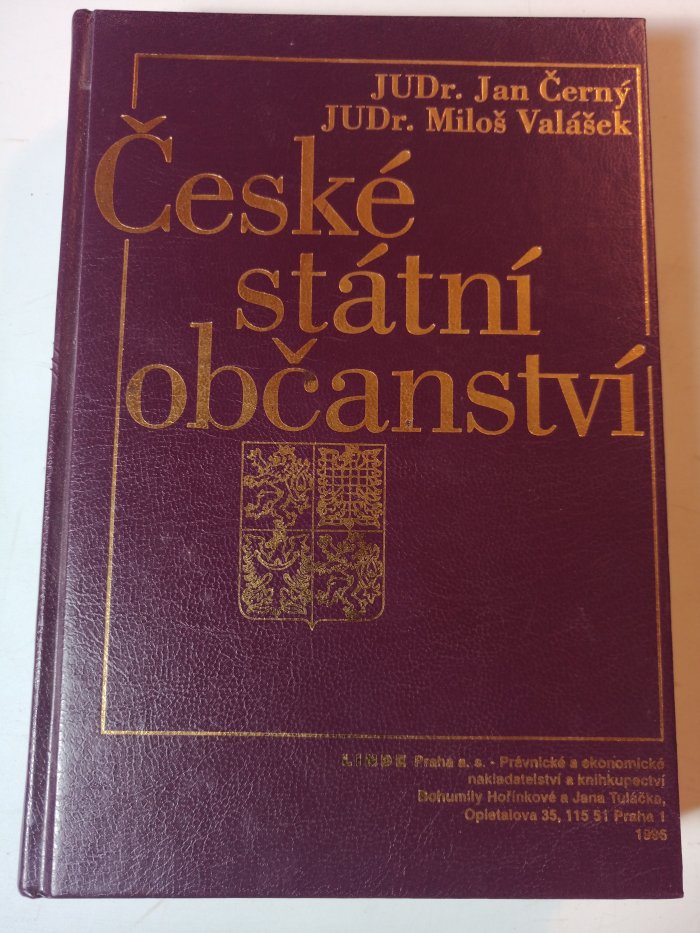 JUDr. Jan Černý
JUDr. Miloš Valášek
České
státní
občanství
LINDE Praha a. s. - Právnické a ekonomické
nakladatelství a knihkupectví
Bohumily Hořínkové a Jana Tuláčka,
Opletalova 35, 115 51 Praha 1
1996